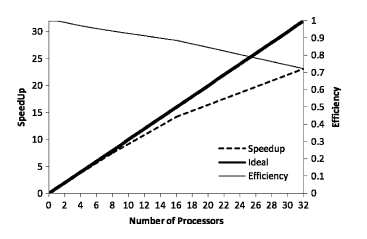 SpeedUp
30
25
20
15
10
5
0
1
0.9
0.8
0.7
0.6
0.5
0.4
0.3
0.2
0.1
0
Efficiency
Speedup
Ideal
Efficiency
0 2 4 6 8 10 12 14 16 18 20 22 24 26 28 30 32
Number of Processors